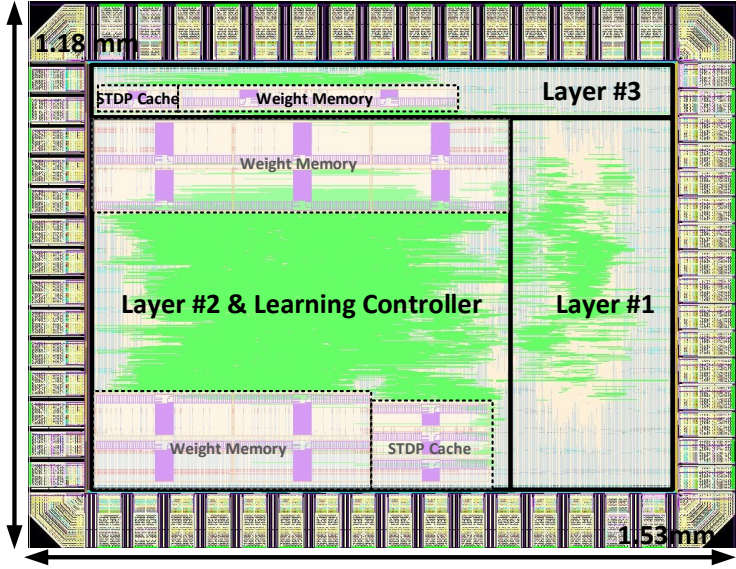 1.18 mm
STDP Cache
Weight Memory
Layer #3
Weight Memory
Layer #2 & Learning Controller
Layer #1
Weight Memory
STDP Cache
1.53mm